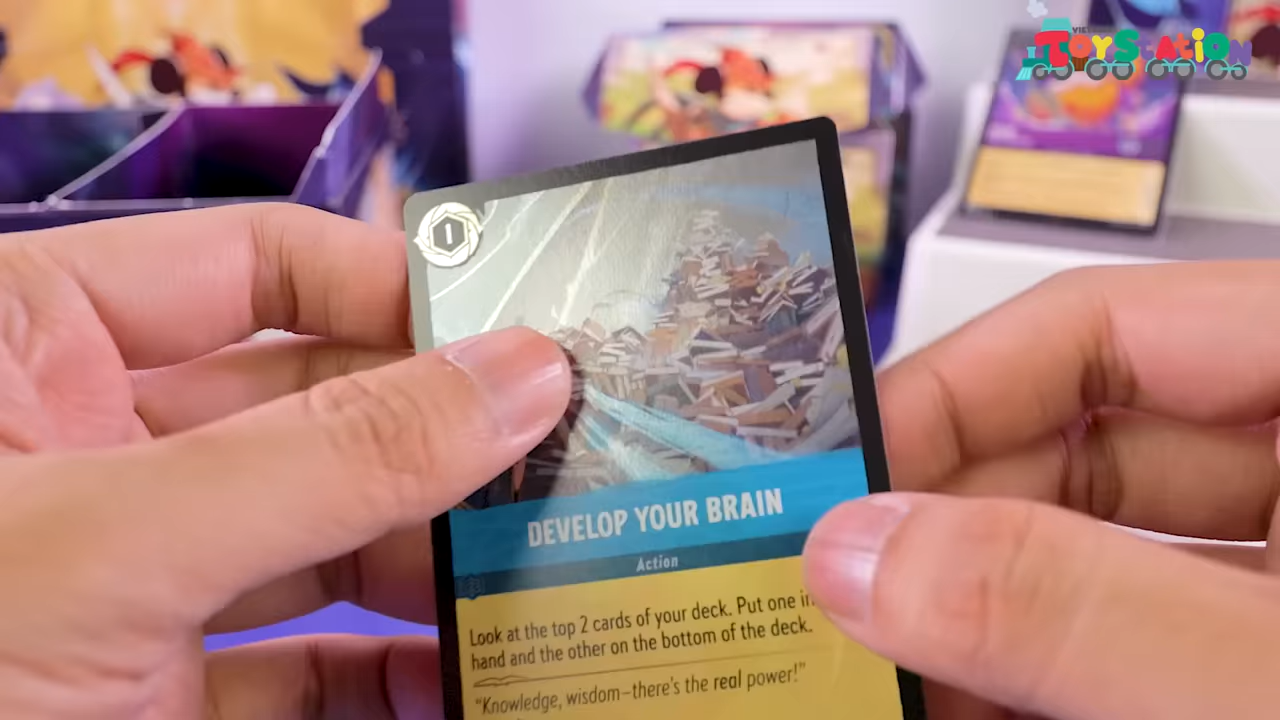 VIET
ToyStation
1
DEVELOP YOUR BRAIN
Action
Look at the top 2 cards of your deck. Put one in
hand and the other on the bottom of the deck.
"Knowledge, wisdom–there's the real power!"